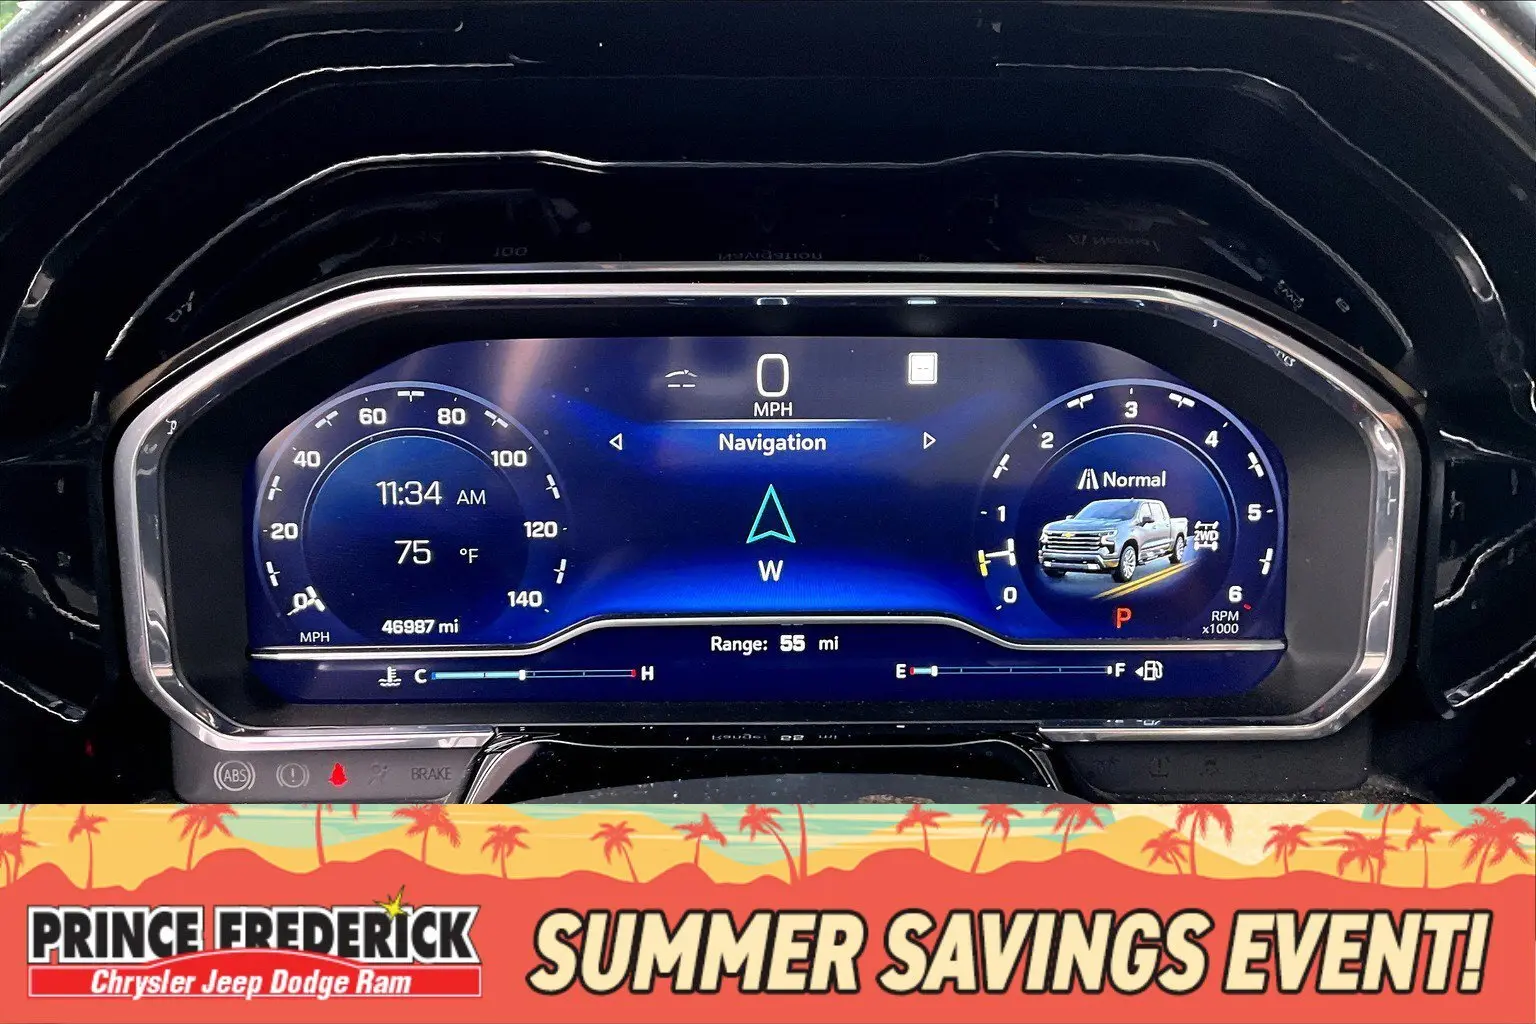 0
MPH
Navigation
60 80
40 100
20 120
0 140
11:34 AM
75 °F
46987 mi
MPH
W
3
2 4
1 5
0 6
Normal
2WD
P
RPM
x1000
Range: 55 mi
C H
E F
ABS
BRAKE
PRINCE FREDERICK
Chrysler Jeep Dodge Ram
SUMMER SAVINGS EVENT!